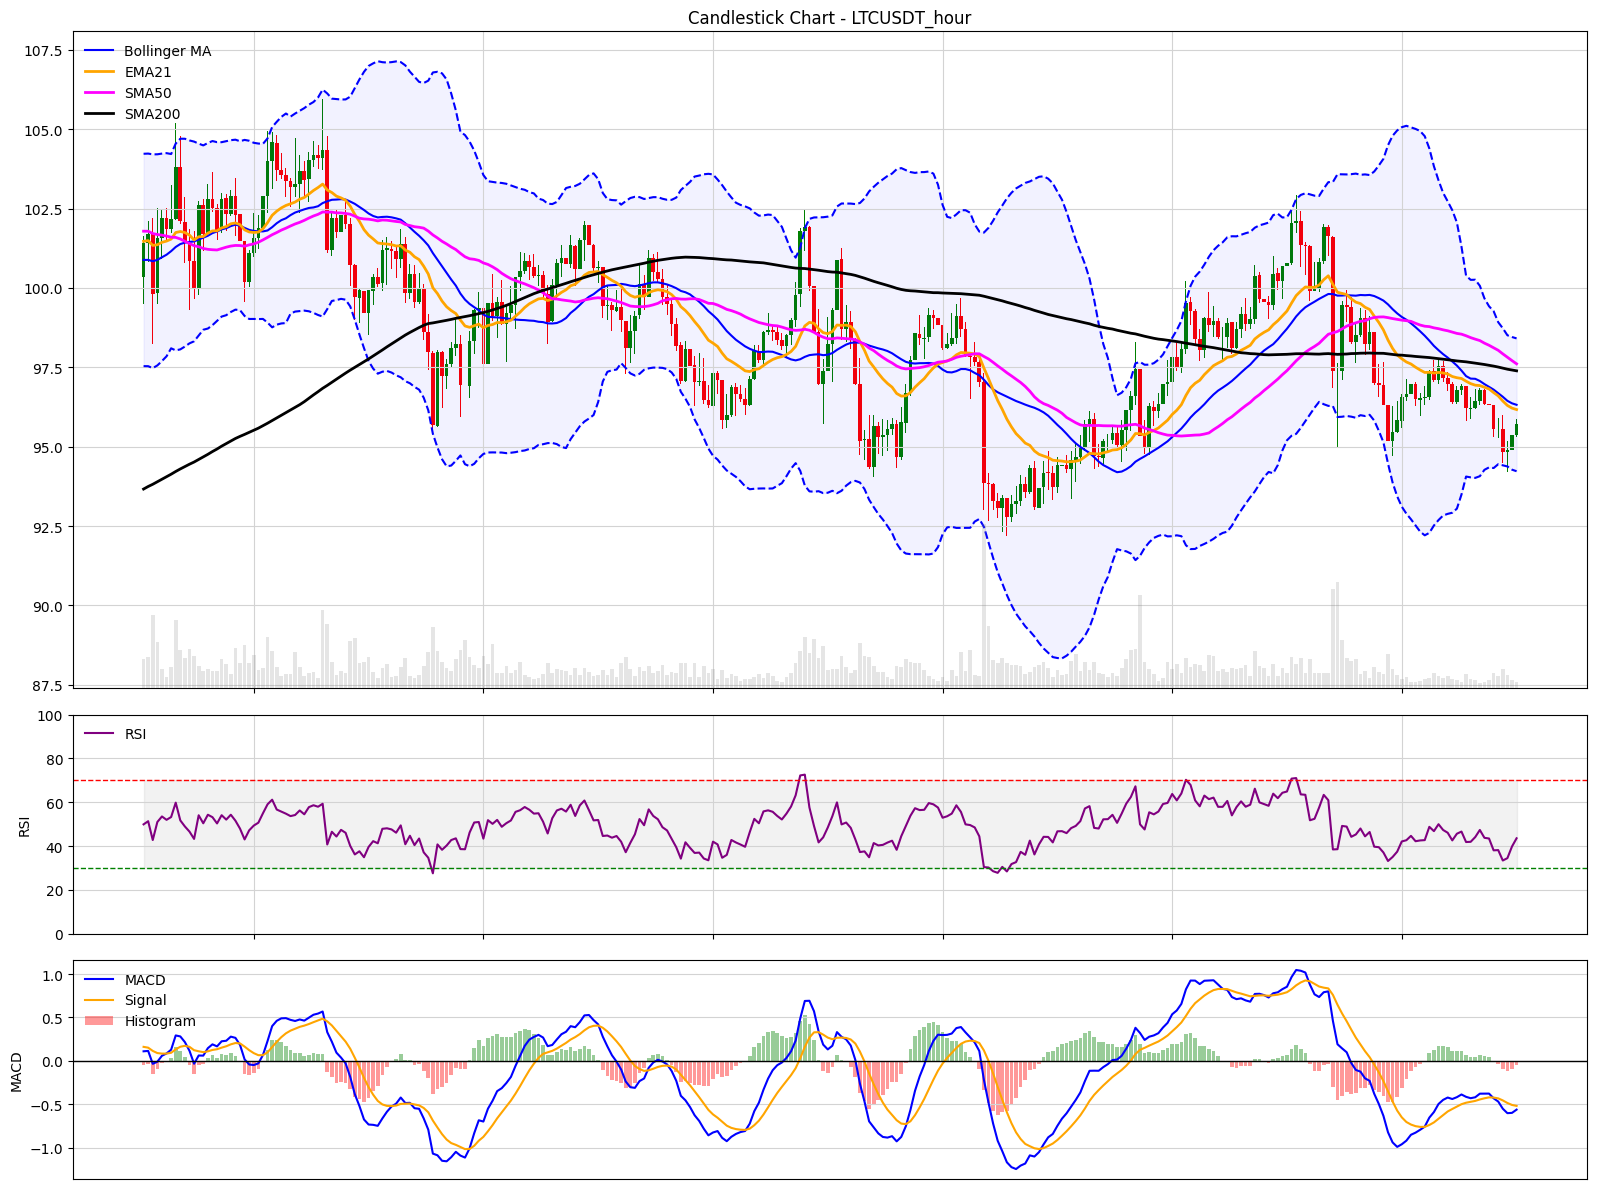 Candlestick Chart - LTCUSDT_hour
Bollinger MA
EMA21
SMA50
SMA200
107.5
105.0
102.5
100.0
97.5
95.0
92.5
90.0
87.5
RSI
100
80
60
40
20
0
RSI
MACD
Signal
Histogram
1.0
0.5
0.0
−0.5
−1.0
MACD